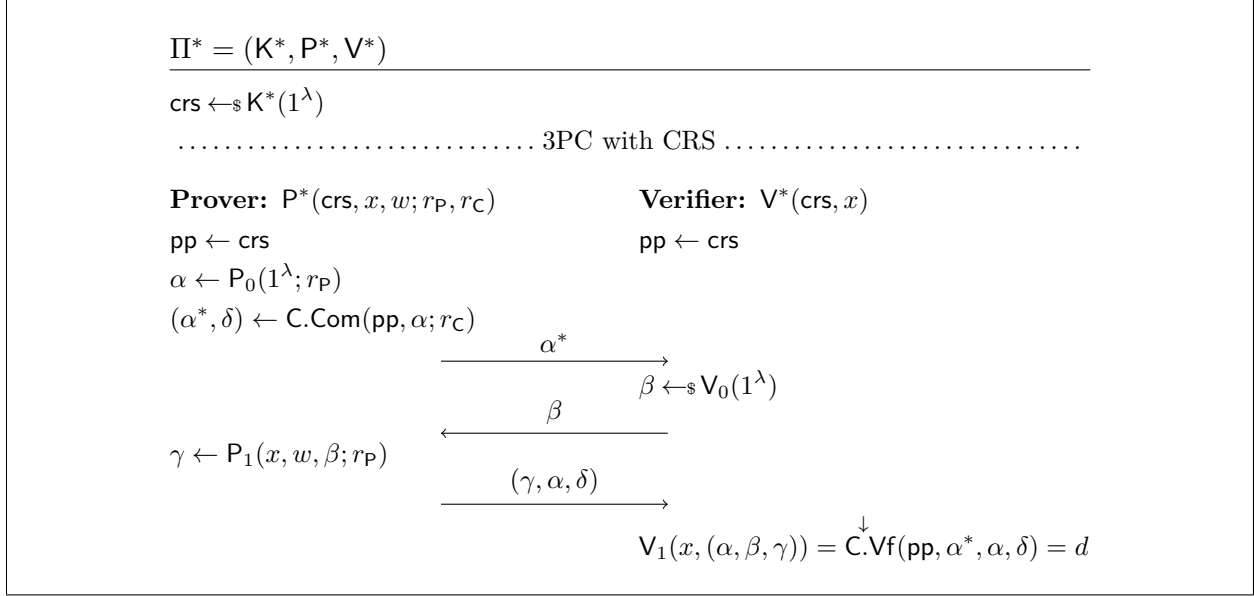 Π* = (K*, P*, V*)
crs ←$ K*(1^λ)
................................ 3PC with CRS ................................
Prover: P*(crs, x, w; r_P, r_C) Verifier: V*(crs, x)
pp ← crs pp ← crs
α ← P_0(1^λ; r_P)
(α*, δ) ← C.Com(pp, α; r_C)
α*
β ←$ V_0(1^λ)
β
γ ← P_1(x, w, β; r_P)
(γ, α, δ)
↓
V_1(x, (α, β, γ)) = C.Vf(pp, α*, α, δ) = d